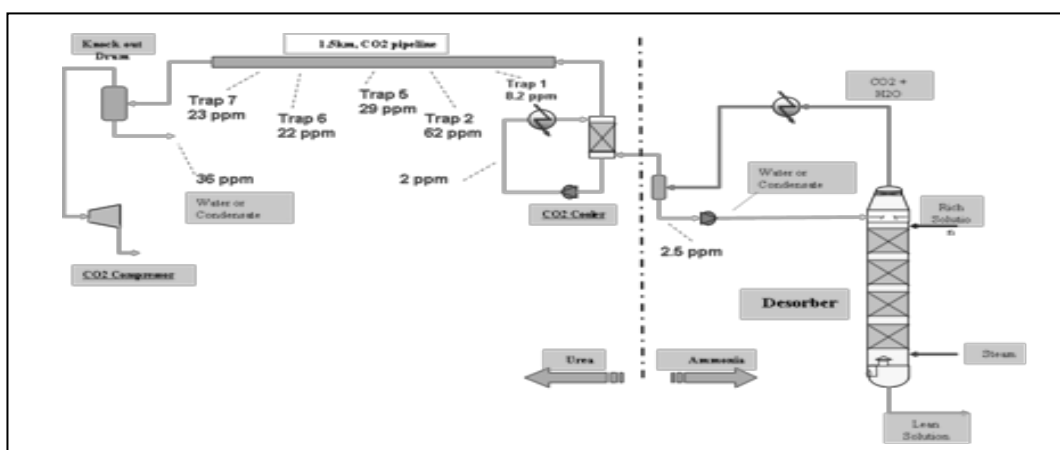 Knock out
Drum
1.5km, CO2 pipeline
Trap 7
23 ppm
Trap 6
22 ppm
Trap 5
29 ppm
Trap 2
62 ppm
Trap 1
8.2 ppm
CO2 +
H2O
36 ppm
Water or
Condensate
2 ppm
CO2 Cooler
Water or
Condensate
2.5 ppm
Rich
Solutio
n
CO2 Compressor
Desorber
Urea
Ammonia
Steam
Lean
Solution